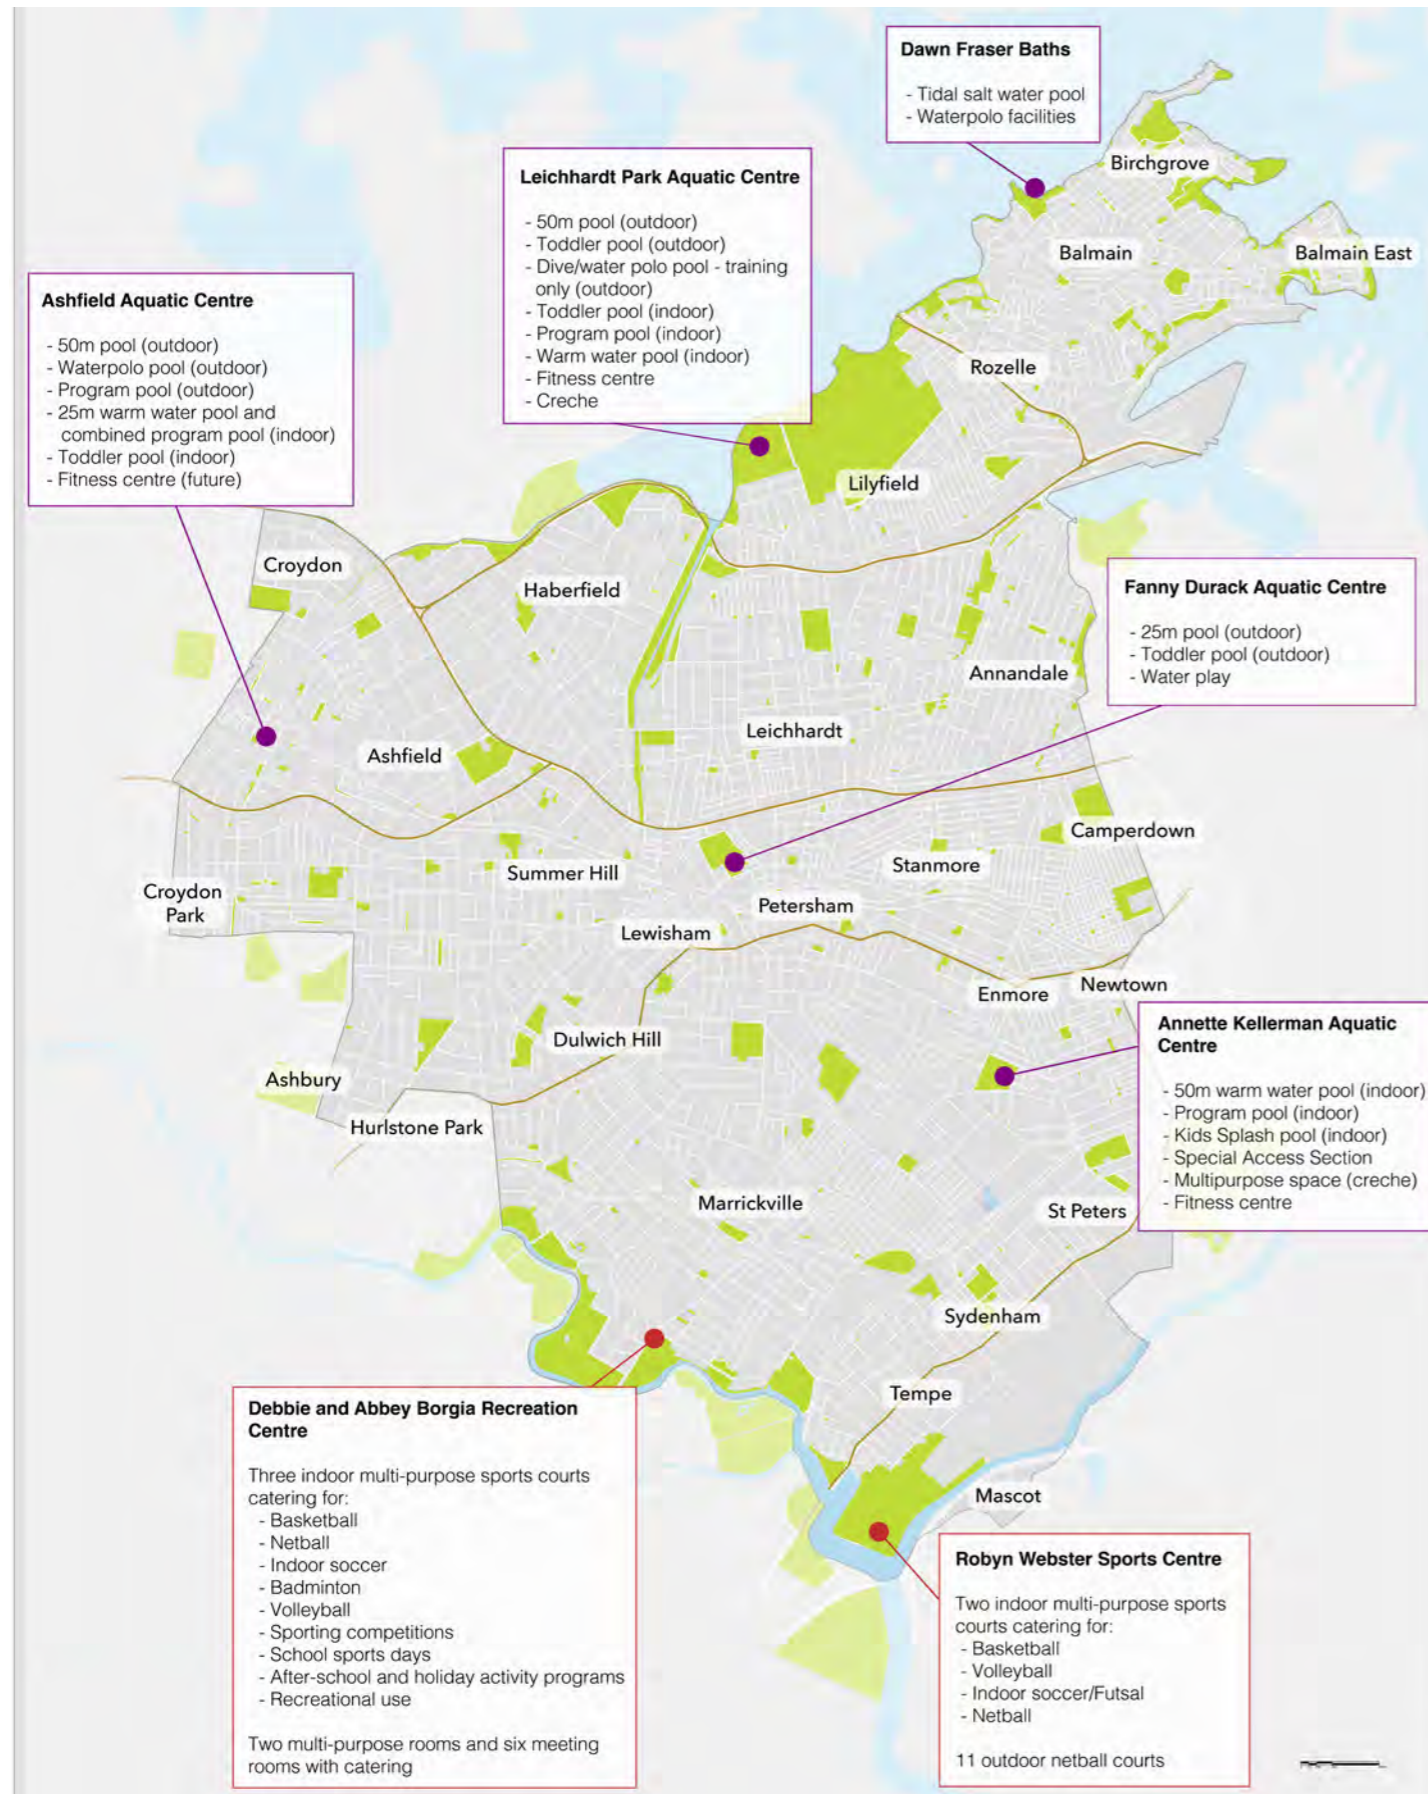 Dawn Fraser Baths
- Tidal salt water pool
- Waterpolo facilities
Birchgrove
Leichhardt Park Aquatic Centre
- 50m pool (outdoor)
- Toddler pool (outdoor)
- Dive/water polo pool - training
only (outdoor)
- Toddler pool (indoor)
- Program pool (indoor)
- Warm water pool (indoor)
- Fitness centre
- Creche
Balmain
Balmain East
Ashfield Aquatic Centre
- 50m pool (outdoor)
- Waterpolo pool (outdoor)
- Program pool (outdoor)
- 25m warm water pool and
combined program pool (indoor)
- Toddler pool (indoor)
- Fitness centre (future)
Rozelle
Lilyfield
Croydon
Haberfield
Fanny Durack Aquatic Centre
- 25m pool (outdoor)
- Toddler pool (outdoor)
- Water play
Annandale
Leichhardt
Ashfield
Camperdown
Stanmore
Summer Hill
Croydon
Park
Petersham
Lewisham
Newtown
Enmore
Annette Kellerman Aquatic
Centre
- 50m warm water pool (indoor)
- Program pool (indoor)
- Kids Splash pool (indoor)
- Special Access Section
- Multipurpose space (creche)
- Fitness centre
Dulwich Hill
Ashbury
Hurlstone Park
Marrickville
St Peters
Sydenham
Tempe
Debbie and Abbey Borgia Recreation
Centre
Three indoor multi-purpose sports courts
catering for:
- Basketball
- Netball
- Indoor soccer
- Badminton
- Volleyball
- Sporting competitions
- School sports days
- After-school and holiday activity programs
- Recreational use
Two multi-purpose rooms and six meeting
rooms with catering
Mascot
Robyn Webster Sports Centre
Two indoor multi-purpose sports
courts catering for:
- Basketball
- Volleyball
- Indoor soccer/Futsal
- Netball
11 outdoor netball courts